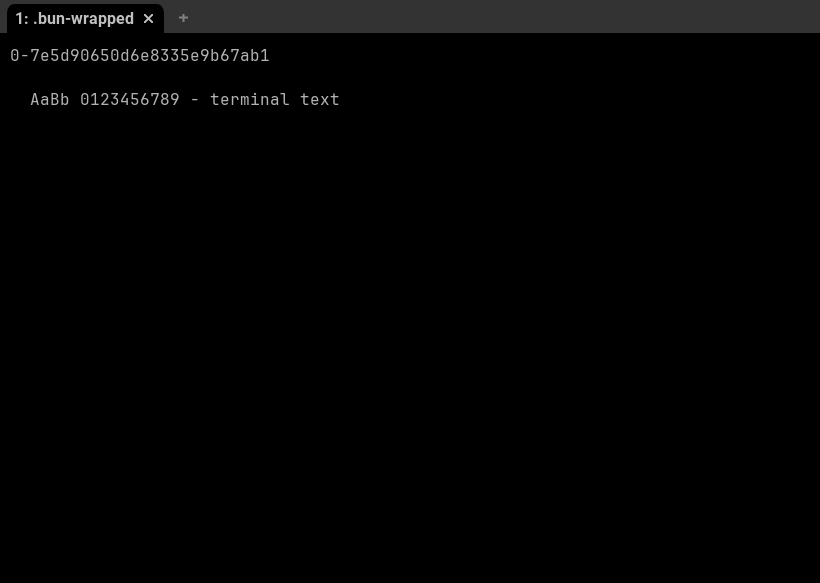 1: .bun-wrapped × +
0-7e5d90650d6e8335e9b67ab1
AaBb 0123456789 - terminal text